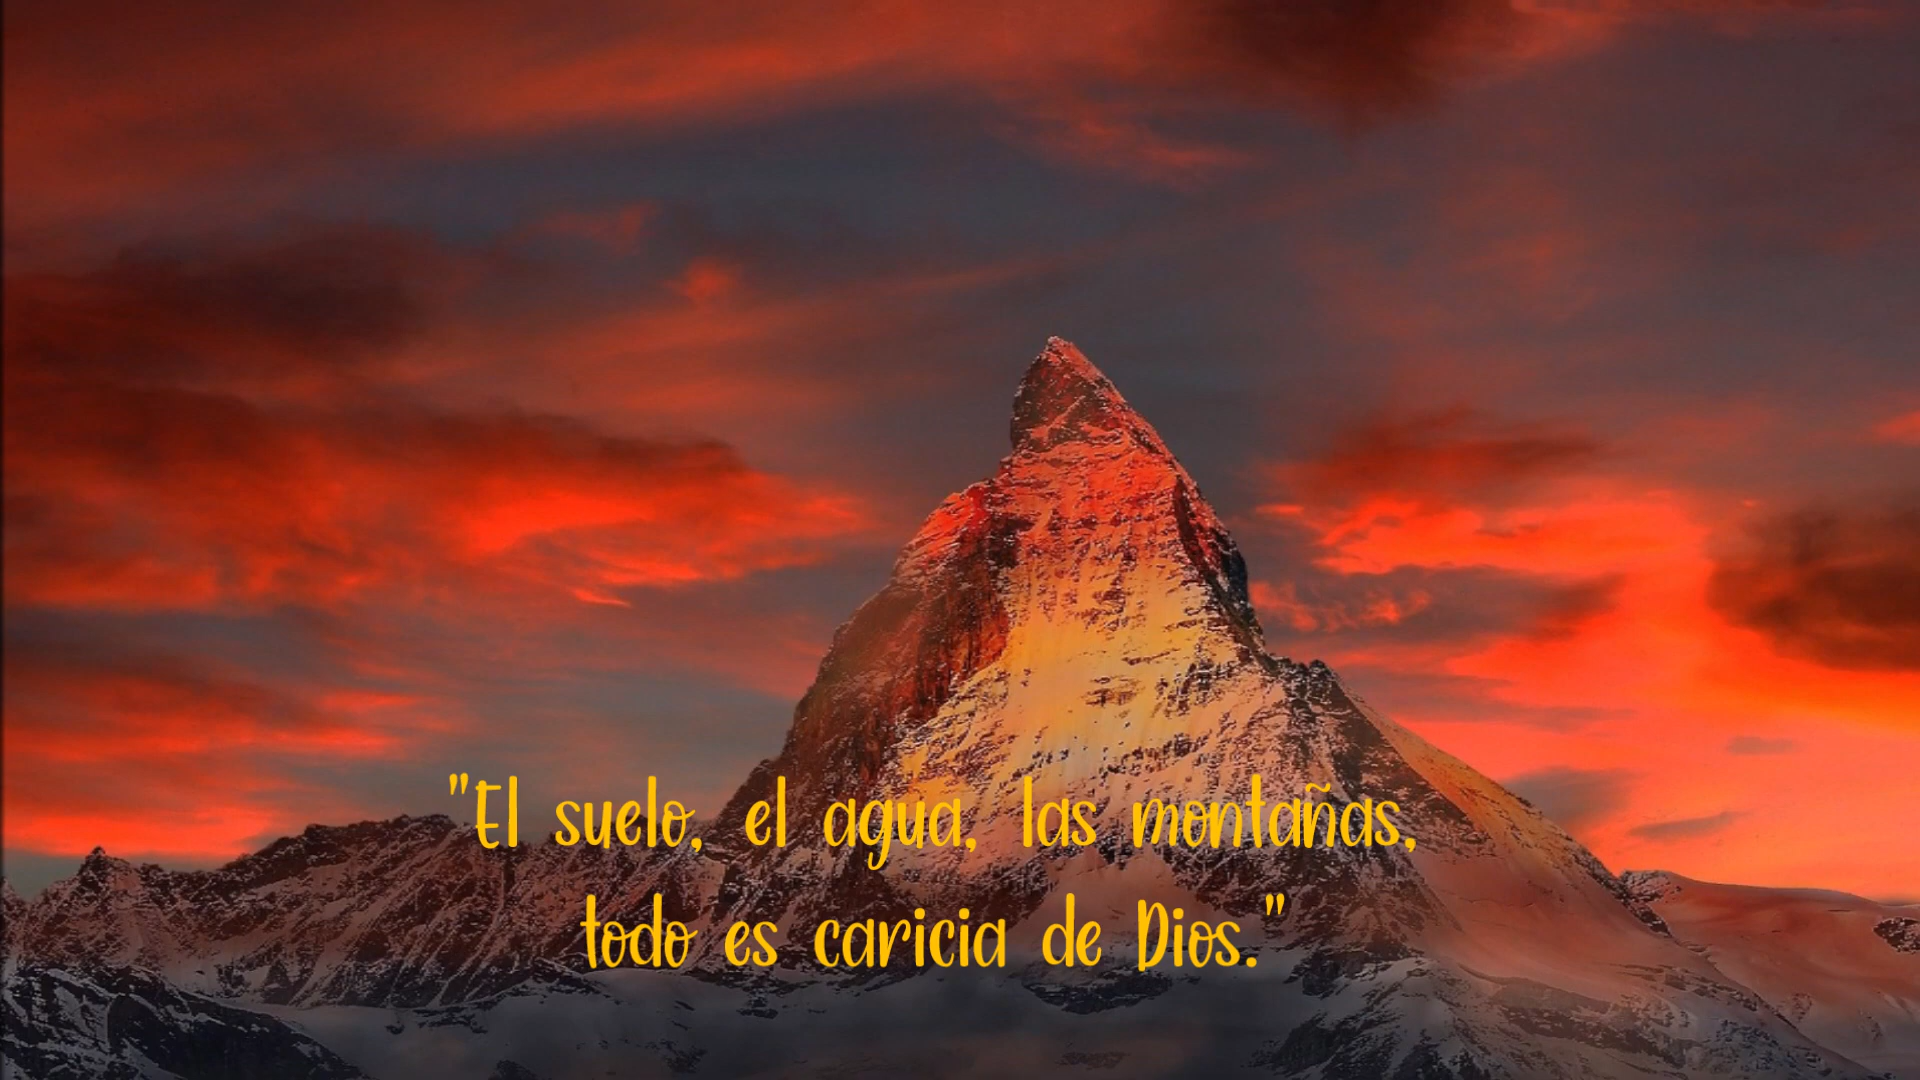 "El suelo, el agua, las montañas,
todo es caricia de Dios."